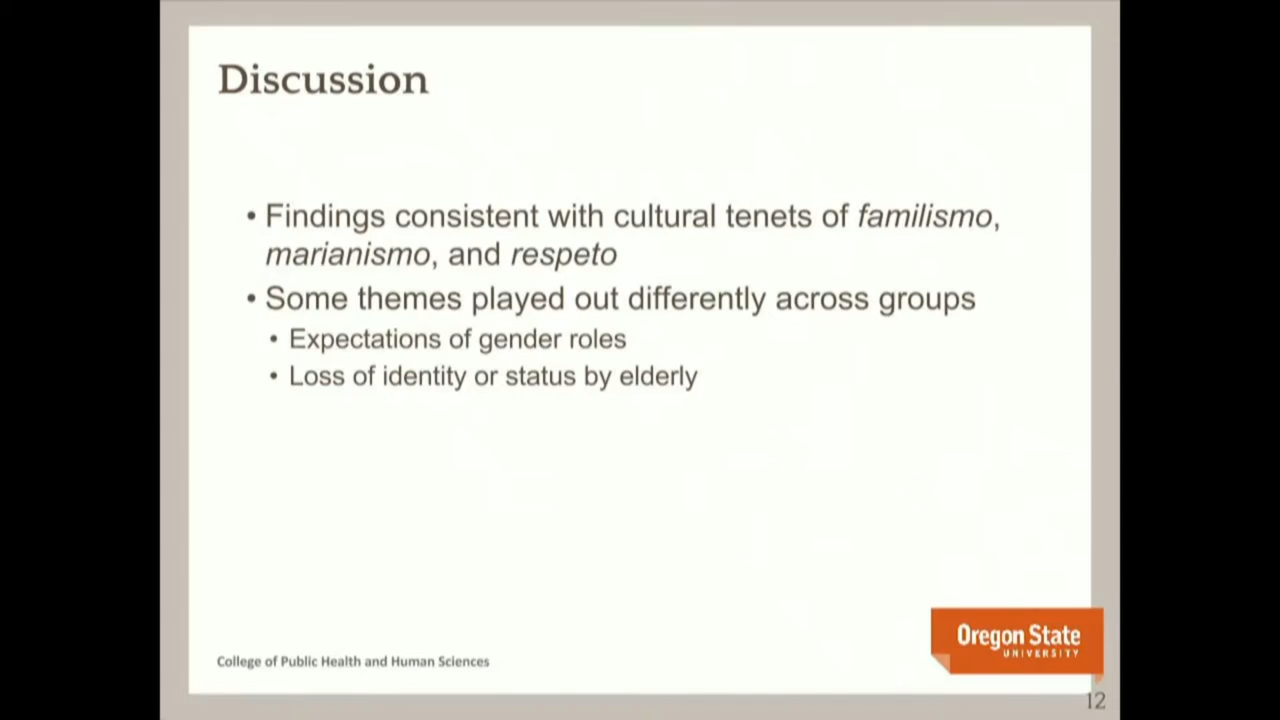 Discussion
• Findings consistent with cultural tenets of familismo,
marianismo, and respeto
• Some themes played out differently across groups
• Expectations of gender roles
• Loss of identity or status by elderly
College of Public Health and Human Sciences
Oregon State
UNIVERSITY
12